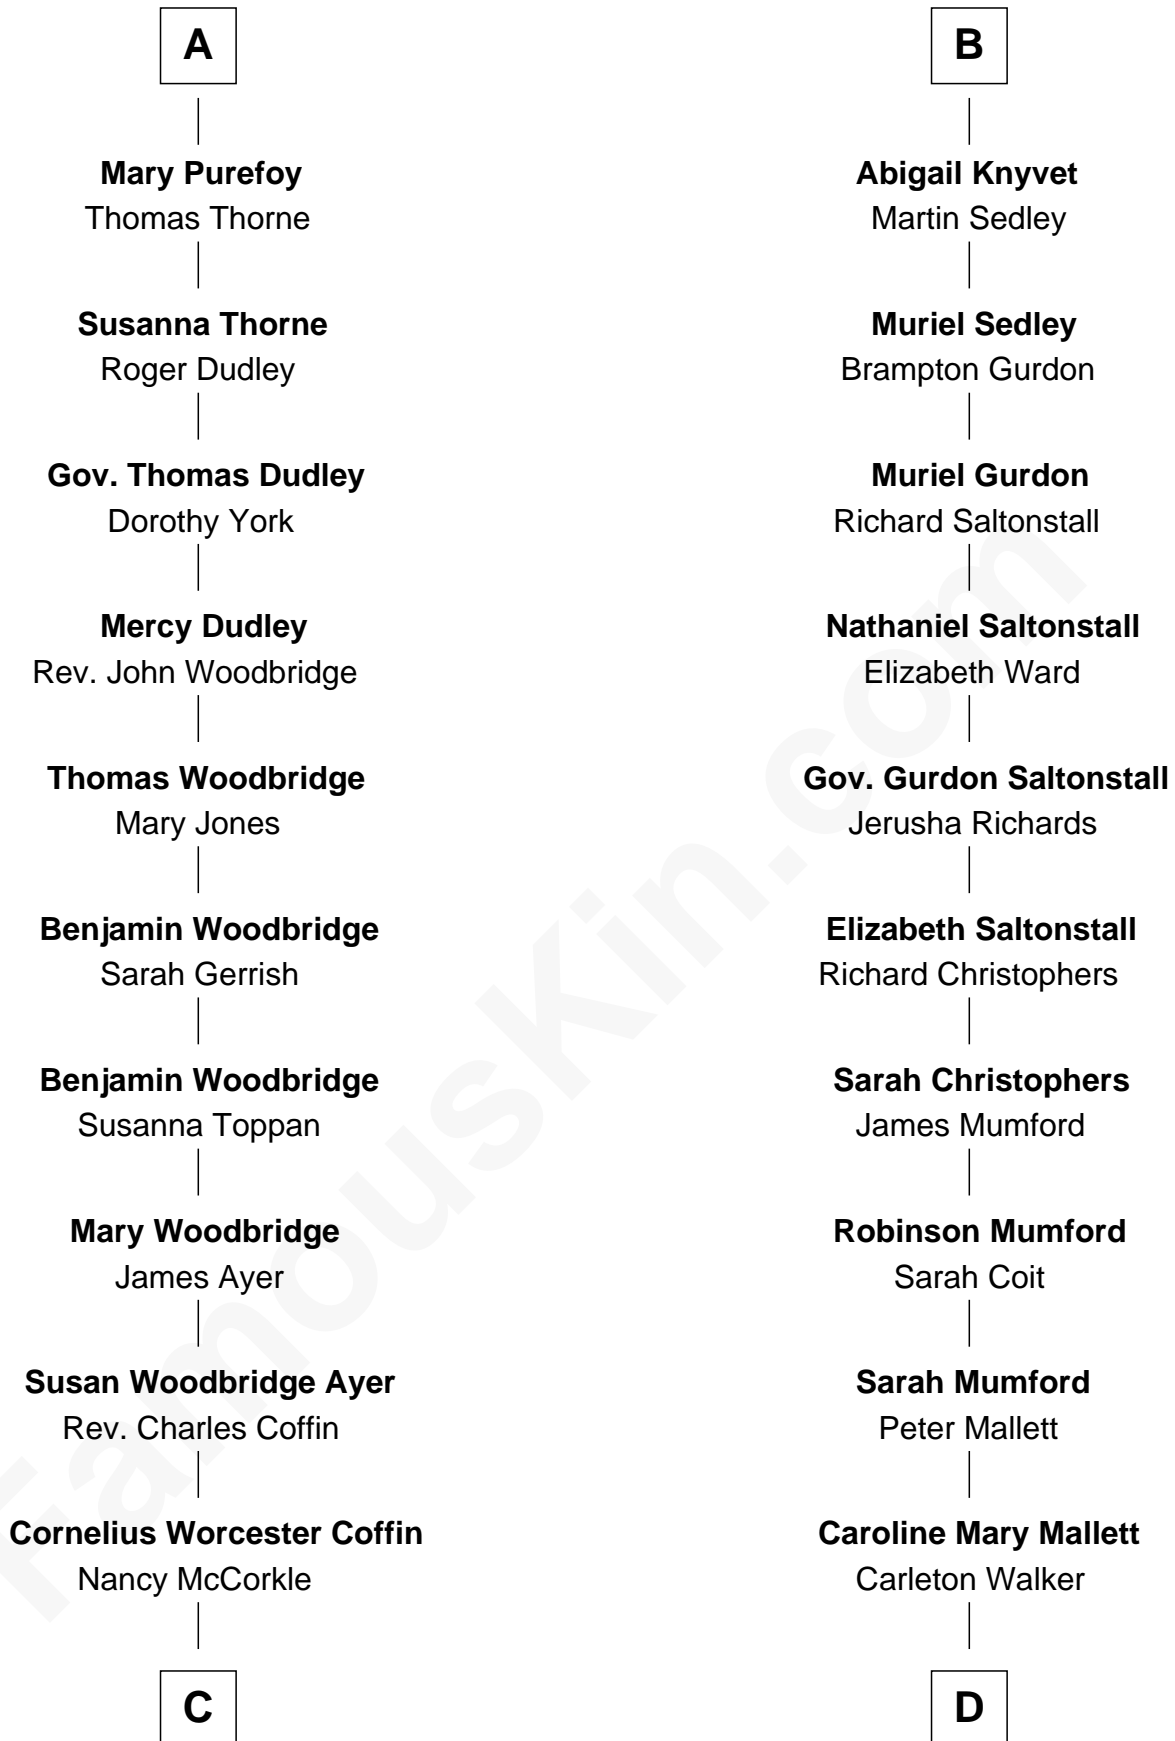 A
Mary Purefoy
Thomas Thorne
Susanna Thorne
Roger Dudley
Gov. Thomas Dudley
Dorothy York
Mercy Dudley
Rev. John Woodbridge
Thomas Woodbridge
Mary Jones
Benjamin Woodbridge
Sarah Gerrish
Benjamin Woodbridge
Susanna Toppan
Mary Woodbridge
James Ayer
Susan Woodbridge Ayer
Rev. Charles Coffin
Cornelius Worcester Coffin
Nancy McCorkle
C
B
Abigail Knyvet
Martin Sedley
Muriel Sedley
Brampton Gurdon
Muriel Gurdon
Richard Saltonstall
Nathaniel Saltonstall
Elizabeth Ward
Gov. Gurdon Saltonstall
Jerusha Richards
Elizabeth Saltonstall
Richard Christophers
Sarah Christophers
James Mumford
Robinson Mumford
Sarah Coit
Sarah Mumford
Peter Mallett
Caroline Mary Mallett
Carleton Walker
D
FamousKin.com